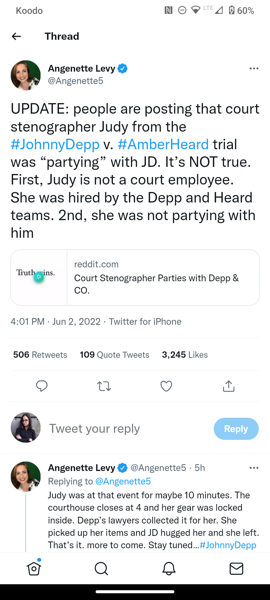 Koodo
LTE
60%
Thread
Angenette Levy
@Angenette5
UPDATE: people are posting that court
stenographer Judy from the
#JohnnyDepp v. #AmberHeard trial
was “partying” with JD. It’s NOT true.
First, Judy is not a court employee.
She was hired by the Depp and Heard
teams. 2nd, she was not partying with
him
reddit.com
Court Stenographer Parties with Depp &
CO.
4:01 PM · Jun 2, 2022 · Twitter for iPhone
506 Retweets 109 Quote Tweets 3,245 Likes
Tweet your reply
Reply
Angenette Levy @Angenette5 · 5h
Replying to @Angenette5
Judy was at that event for maybe 10 minutes. The
courthouse closes at 4 and her gear was locked
inside. Depp’s lawyers collected it for her. She
picked up her items and JD hugged her and she left.
That’s it. more to come. Stay tuned...#JohnnyDepp